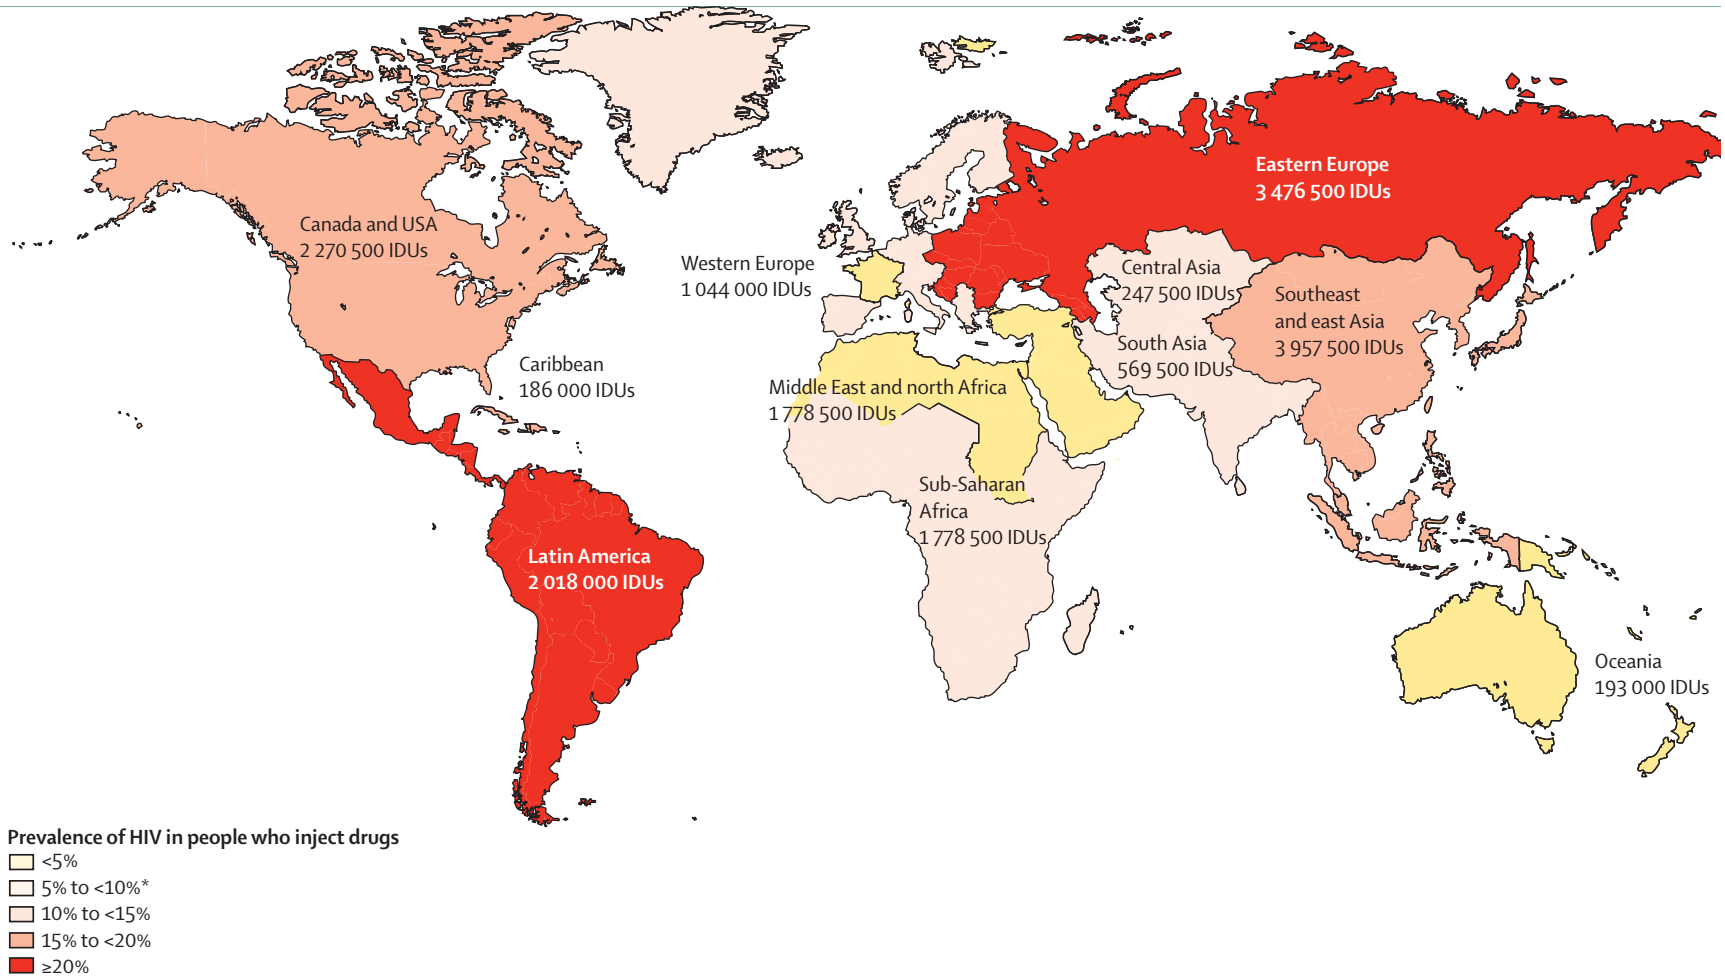 Eastern Europe
3 476 500 IDUs
Canada and USA
2 270 500 IDUs
Western Europe
1 044 000 IDUs
Central Asia
247 500 IDUs
Southeast
and east Asia
3 957 500 IDUs
South Asia
569 500 IDUs
Caribbean
186 000 IDUs
Middle East and north Africa
1 778 500 IDUs
Sub-Saharan
Africa
1 778 500 IDUs
Latin America
2 018 000 IDUs
Oceania
193 000 IDUs
Prevalence of HIV in people who inject drugs
<5%
5% to <10%*
10% to <15%
15% to <20%
≥20%